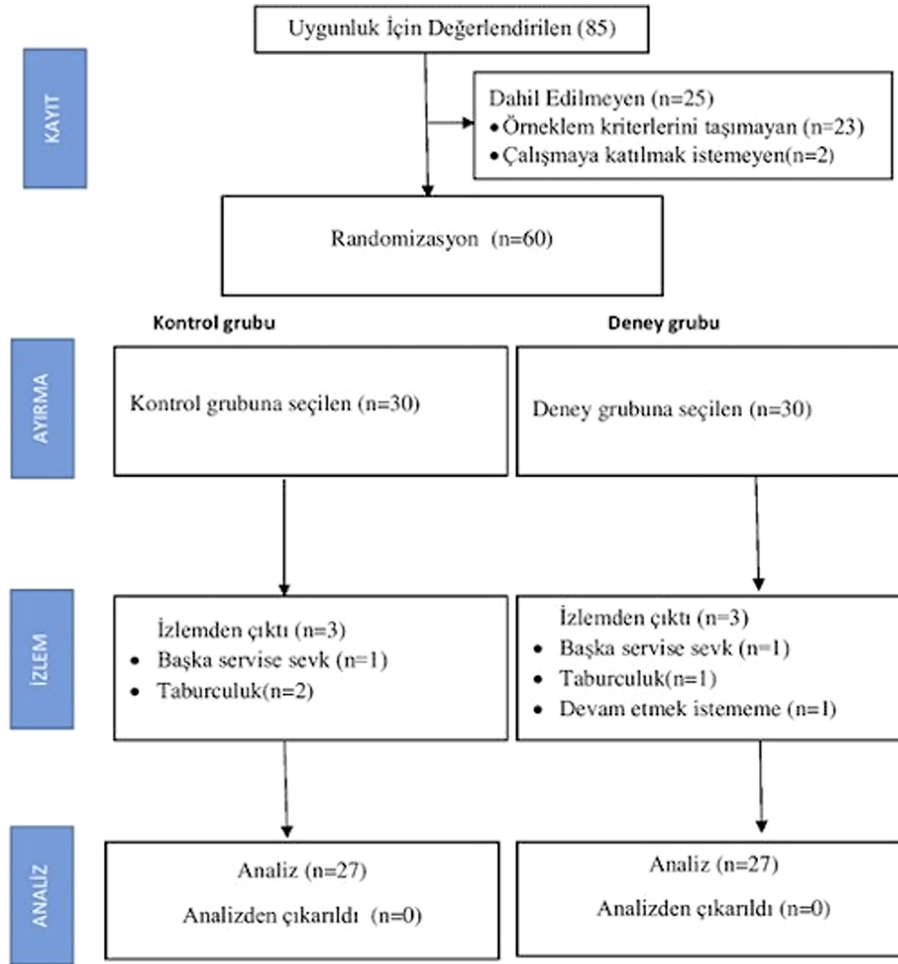 Uygunluk İçin Değerlendirilen (85)
KAYIT
Dahil Edilmeyen (n=25)
•Örneklem kriterlerini taşımayan (n=23)
•Çalışmaya katılmak istemeyen(n=2)
Randomizasyon (n=60)
Kontrol grubu
Deney grubu
AYIRMA
Kontrol grubuna seçilen (n=30)
Deney grubuna seçilen (n=30)
İZLEM
İzlemden çıktı (n=3)
• Başka servise sevk (n=1)
• Taburculuk(n=2)
İzlemden çıktı (n=3)
• Başka servise sevk (n=1)
• Taburculuk(n=1)
• Devam etmek istememe (n=1)
ANALİZ
Analiz (n=27)
Analizden çıkarıldı (n=0)
Analiz (n=27)
Analizden çıkarıldı (n=0)